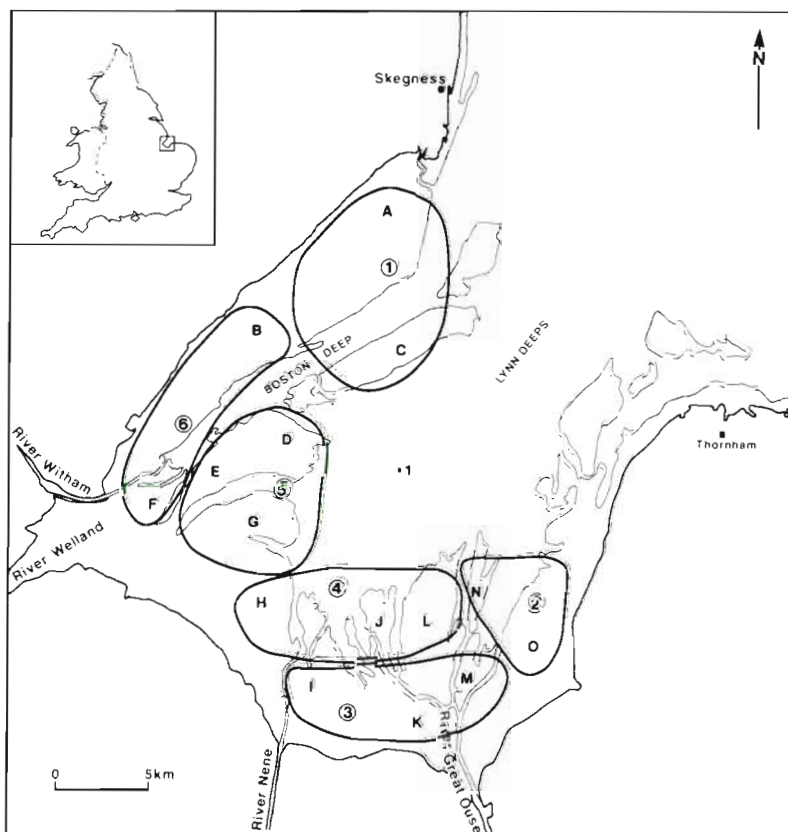 N
Skegness
A
1
B
C
BOSTON DEEP
LYNN DEEPS
6
D
Thornham
River Witham
E
5
1
F
G
River Welland
4
H
N
2
J
L
O
I
M
3
K
River Nene
River Great Ouse
0 5km